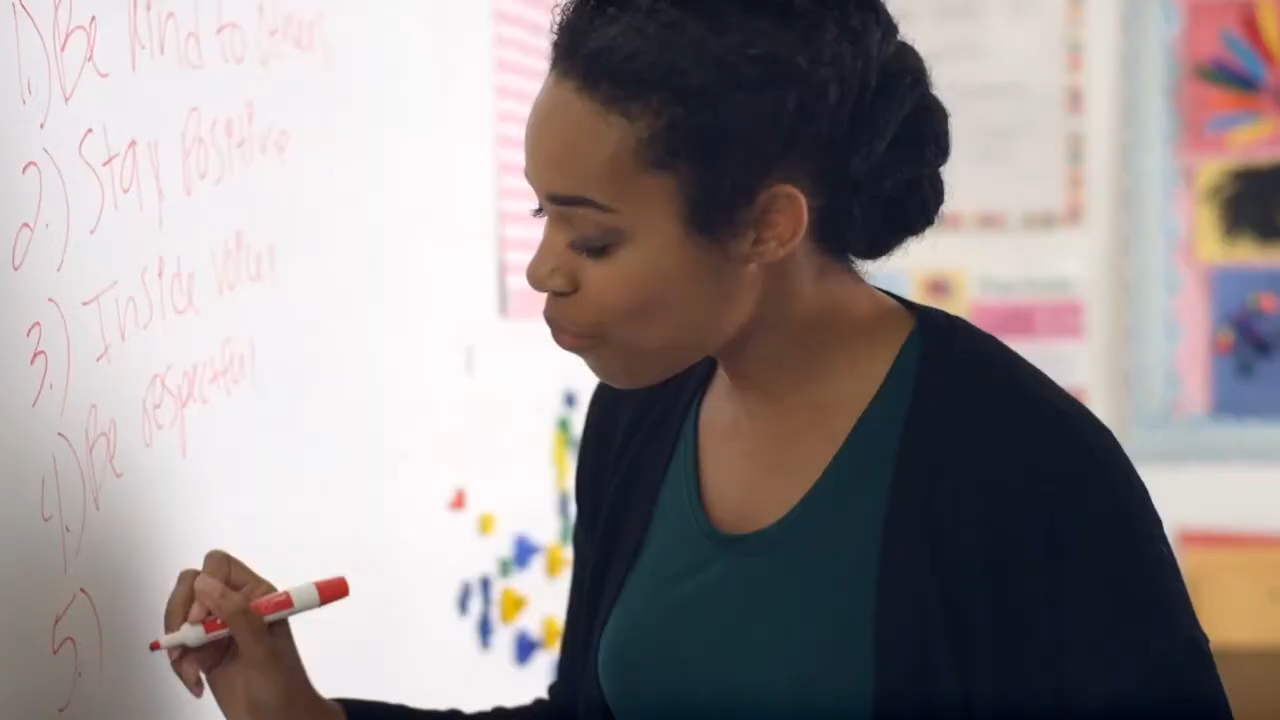 1.) Be kind to others
2.) Stay Positive
3.) Inside voices
4.) Be respectful
5.)